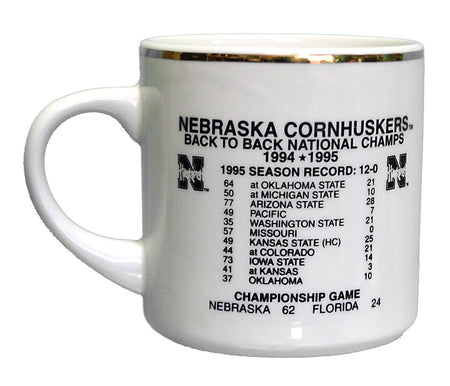 NEBRASKA CORNHUSKERS™
BACK TO BACK NATIONAL CHAMPS
1994 ★ 1995
1995 SEASON RECORD: 12-0
64 at OKLAHOMA STATE 21
50 at MICHIGAN STATE 10
77 ARIZONA STATE 28
49 PACIFIC 7
35 WASHINGTON STATE 21
57 MISSOURI 0
49 KANSAS STATE (HC) 25
44 at COLORADO 21
73 IOWA STATE 14
41 at KANSAS 3
37 OKLAHOMA 10
CHAMPIONSHIP GAME
NEBRASKA 62 FLORIDA 24
N N